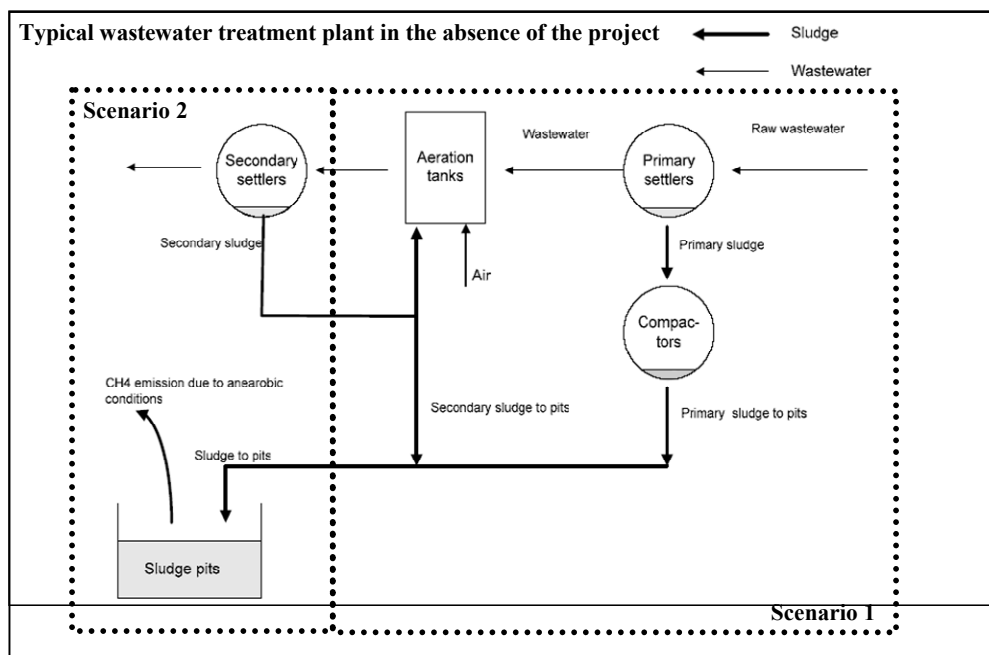 Typical wastewater treatment plant in the absence of the project
Sludge
Wastewater
Scenario 2
Secondary
settlers
Aeration
tanks
Wastewater
Primary
settlers
Raw wastewater
Secondary sludge
Primary sludge
Air
Compac-
tors
CH4 emission due to anearobic
conditions
Secondary sludge to pits
Primary sludge to pits
Sludge to pits
Sludge pits
Scenario 1